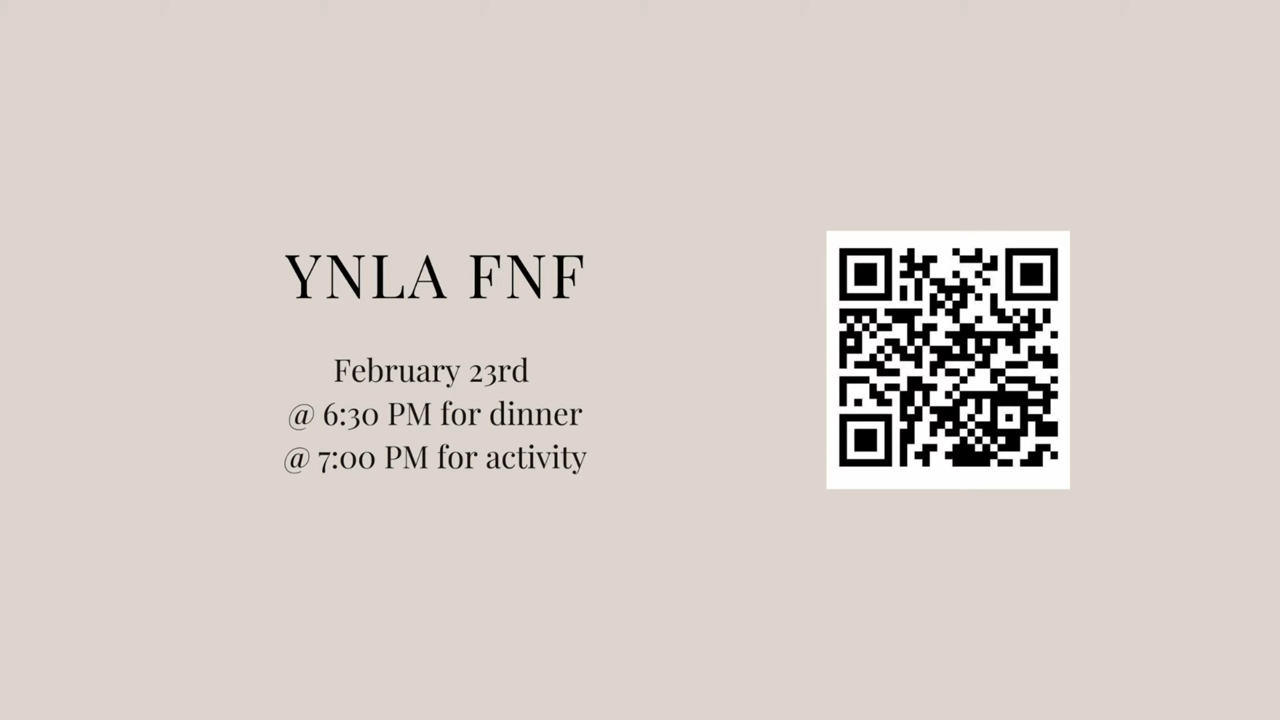 YNLA FNF
February 23rd
@ 6:30 PM for dinner
@ 7:00 PM for activity